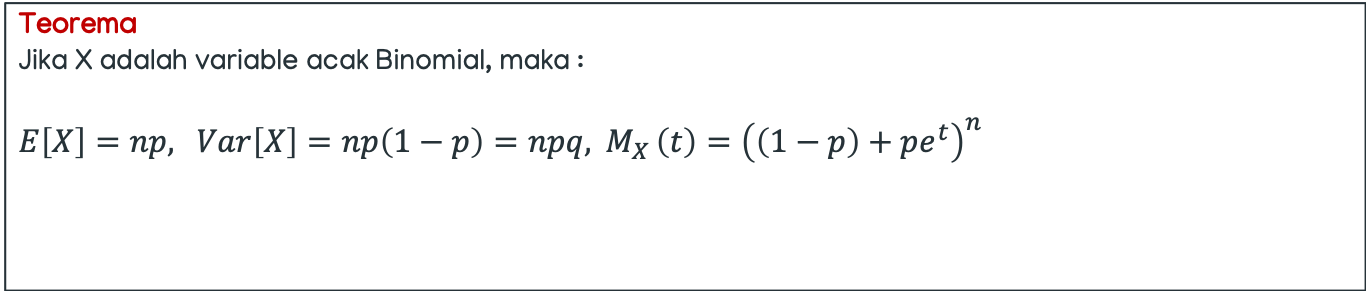 Teorema
Jika X adalah variable acak Binomial, maka :
E[X] = np, Var[X] = np(1 − p) = npq, M_X (t) = ((1 − p) + pe^t)^n